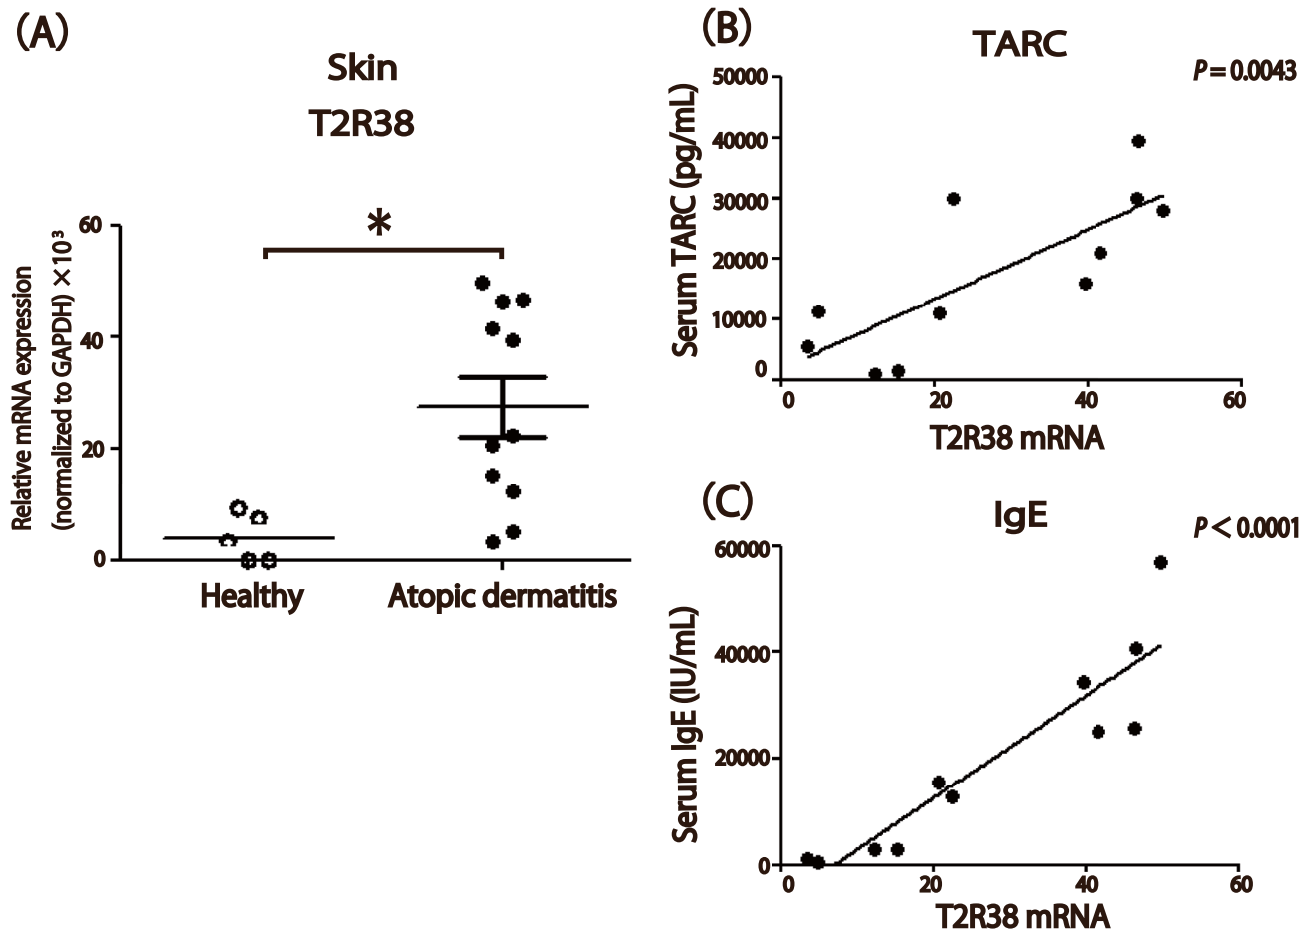 (A)
Skin
T2R38
*
Relative mRNA expression
(normalized to GAPDH) ×10³
60
40
20
0
Healthy
Atopic dermatitis
(B)
TARC
P = 0.0043
Serum TARC (pg/mL)
50000
40000
30000
20000
10000
0
0
20
40
60
T2R38 mRNA
(C)
IgE
P < 0.0001
Serum IgE (IU/mL)
60000
40000
20000
0
0
20
40
60
T2R38 mRNA